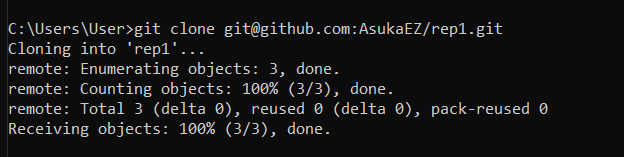 C:\Users\User>git clone git@github.com:AsukaEZ/rep1.git
Cloning into 'rep1'...
remote: Enumerating objects: 3, done.
remote: Counting objects: 100% (3/3), done.
remote: Total 3 (delta 0), reused 0 (delta 0), pack-reused 0
Receiving objects: 100% (3/3), done.